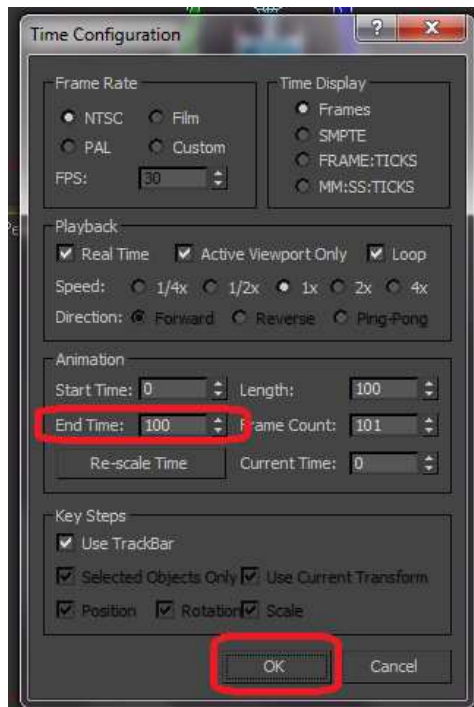 Time Configuration
Frame Rate
NTSC Film
PAL Custom
FPS: 30
Time Display
Frames
SMPTE
FRAME:TICKS
MM:SS:TICKS
Playback
Real Time Active Viewport Only Loop
Speed: 1/4x 1/2x 1x 2x 4x
Direction: Forward Reverse Ping-Pong
Animation
Start Time: 0 Length: 100
End Time: 100 Frame Count: 101
Re-scale Time Current Time: 0
Key Steps
Use TrackBar
Selected Objects Only Use Current Transform
Position Rotation Scale
OK Cancel